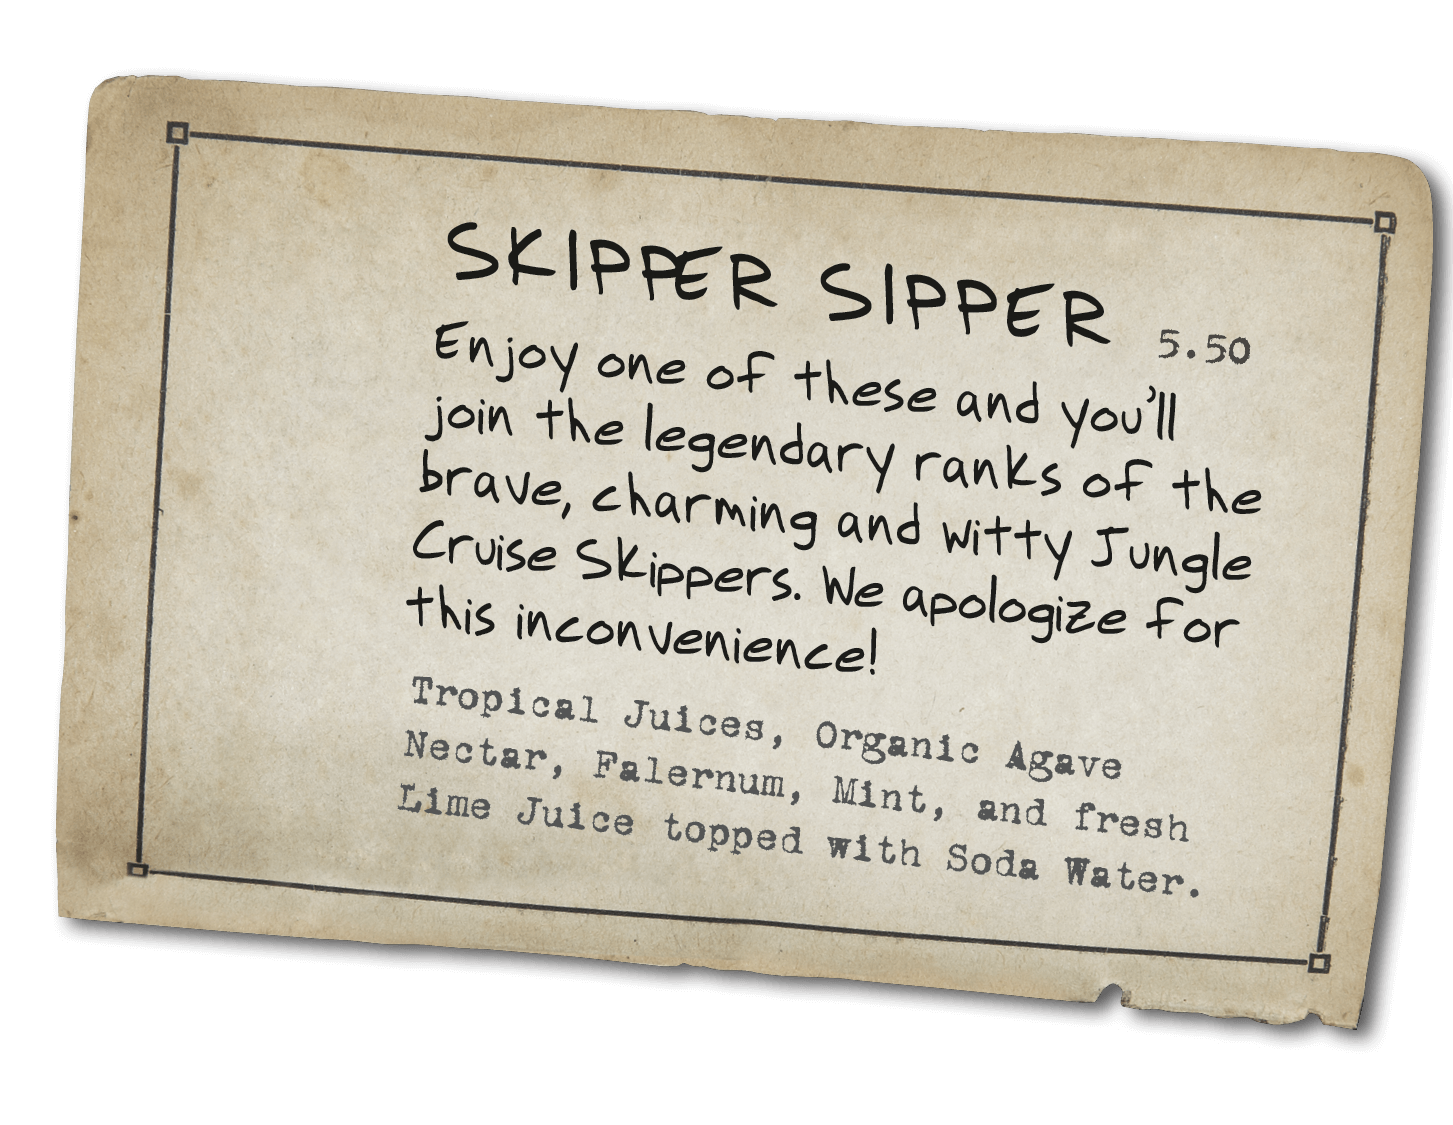 SKIPPER SIPPER 5.50
Enjoy one of these and you'll
join the legendary ranks of the
brave, charming and witty Jungle
Cruise Skippers. We apologize for
this inconvenience!
Tropical Juices, Organic Agave
Nectar, Falernum, Mint, and fresh
Lime Juice topped with Soda Water.